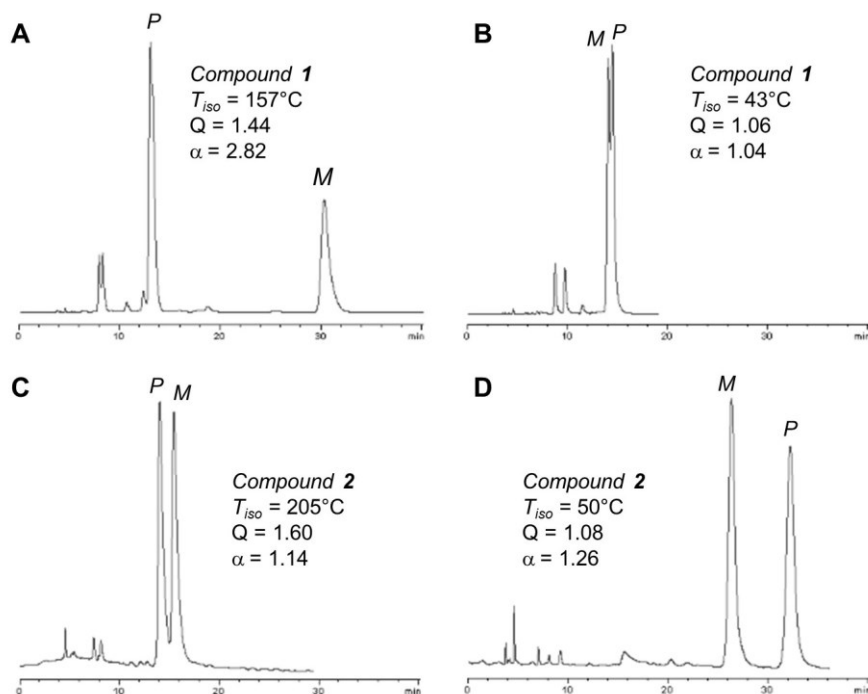 A
P
Compound 1
T_iso = 157°C
Q = 1.44
α = 2.82
M
0 10 20 30 min
B
M P
Compound 1
T_iso = 43°C
Q = 1.06
α = 1.04
0 10 20 30 min
C
P M
Compound 2
T_iso = 205°C
Q = 1.60
α = 1.14
0 10 20 30 min
D
M
P
Compound 2
T_iso = 50°C
Q = 1.08
α = 1.26
0 10 20 30 min